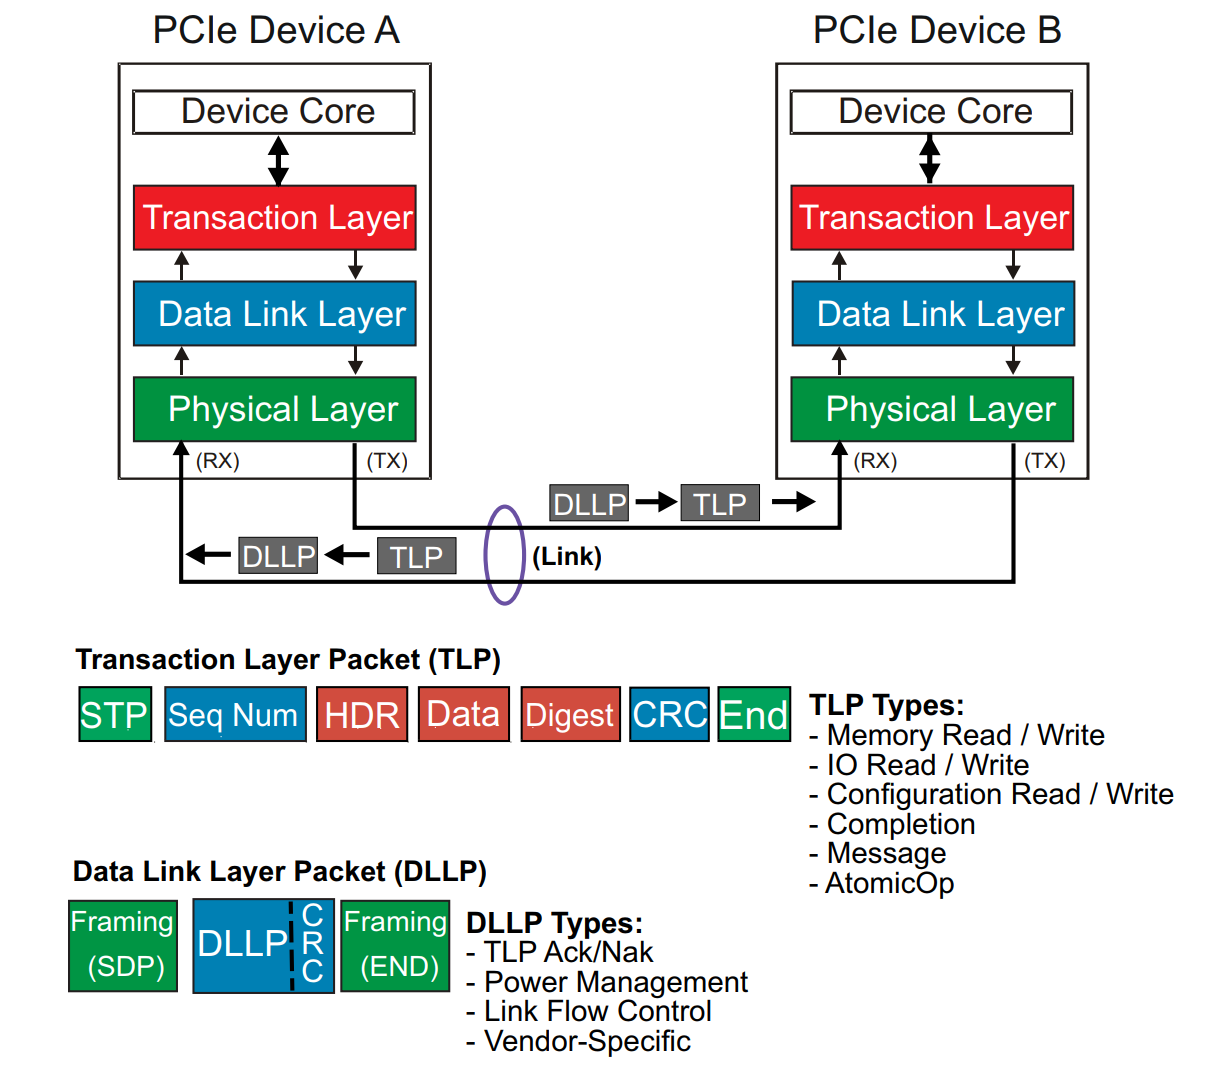 PCIe Device A
PCIe Device B
Device Core
Device Core
Transaction Layer
Transaction Layer
Data Link Layer
Data Link Layer
Physical Layer
Physical Layer
(RX)
(TX)
(RX)
(TX)
DLLP
TLP
DLLP
TLP
(Link)
Transaction Layer Packet (TLP)
STP
Seq Num
HDR
Data
Digest
CRC
End
TLP Types:
- Memory Read / Write
- IO Read / Write
- Configuration Read / Write
- Completion
- Message
- AtomicOp
Data Link Layer Packet (DLLP)
Framing
(SDP)
DLLP
C
R
C
Framing
(END)
DLLP Types:
- TLP Ack/Nak
- Power Management
- Link Flow Control
- Vendor-Specific